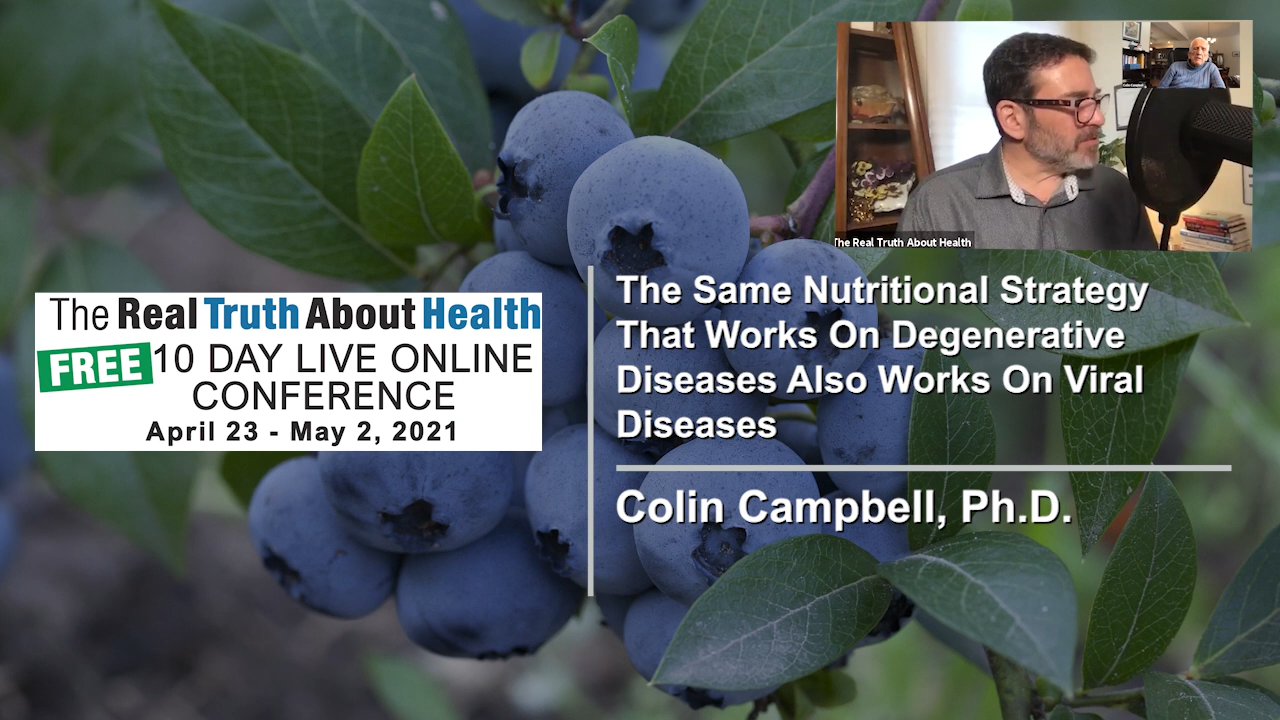 The Real Truth About Health
FREE 10 DAY LIVE ONLINE
CONFERENCE
April 23 - May 2, 2021
The Real Truth About Health
The Same Nutritional Strategy
That Works On Degenerative
Diseases Also Works On Viral
Diseases
Colin Campbell, Ph.D.